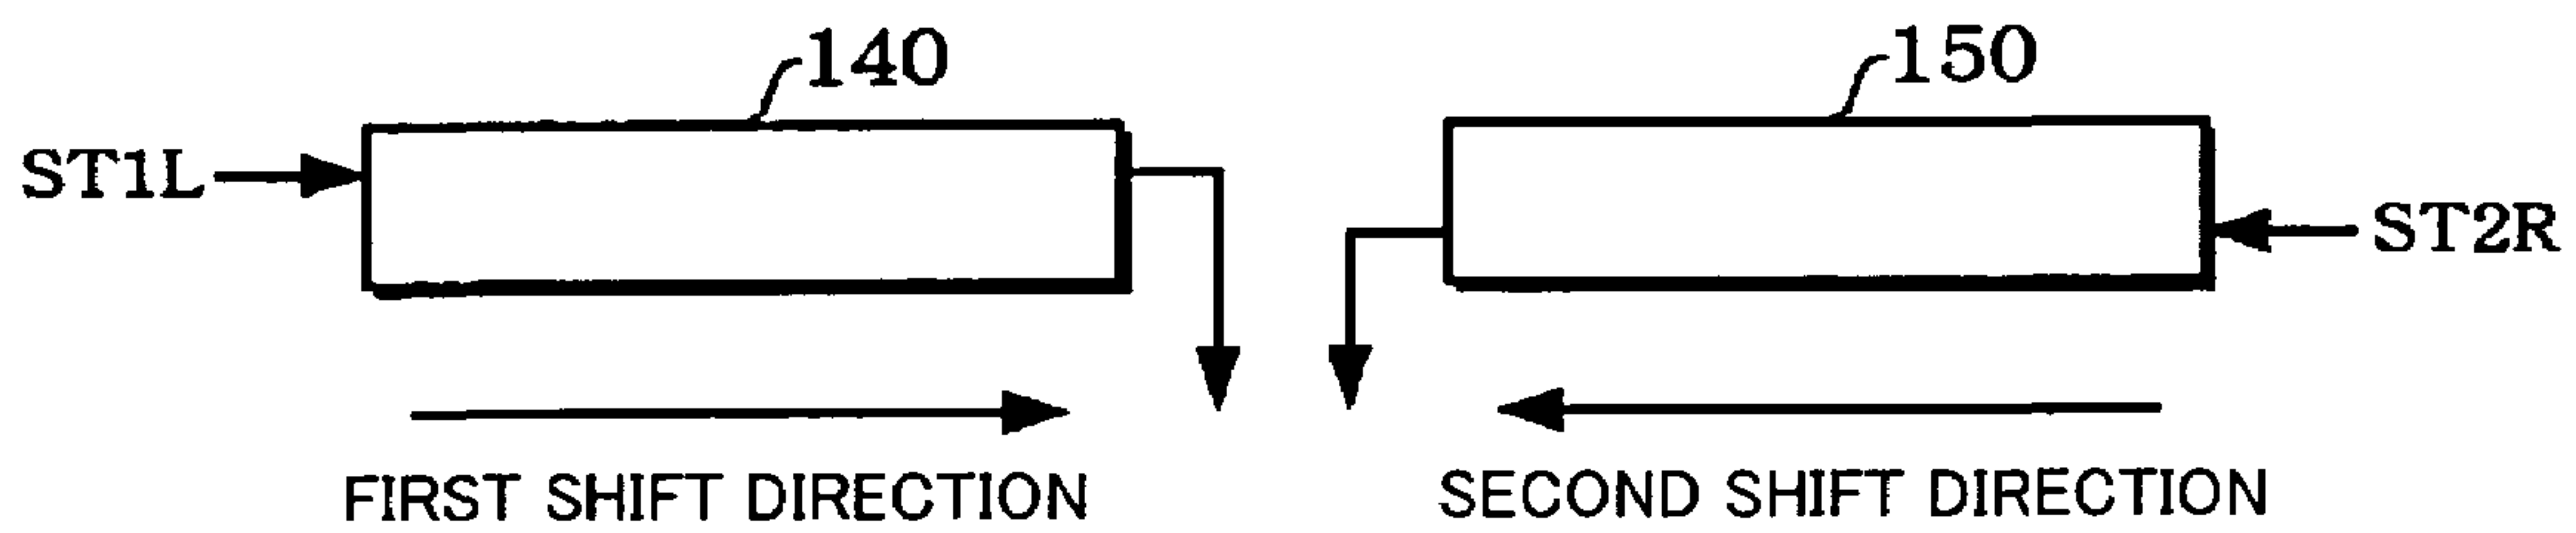 140
150
ST1L
ST2R
FIRST SHIFT DIRECTION
SECOND SHIFT DIRECTION